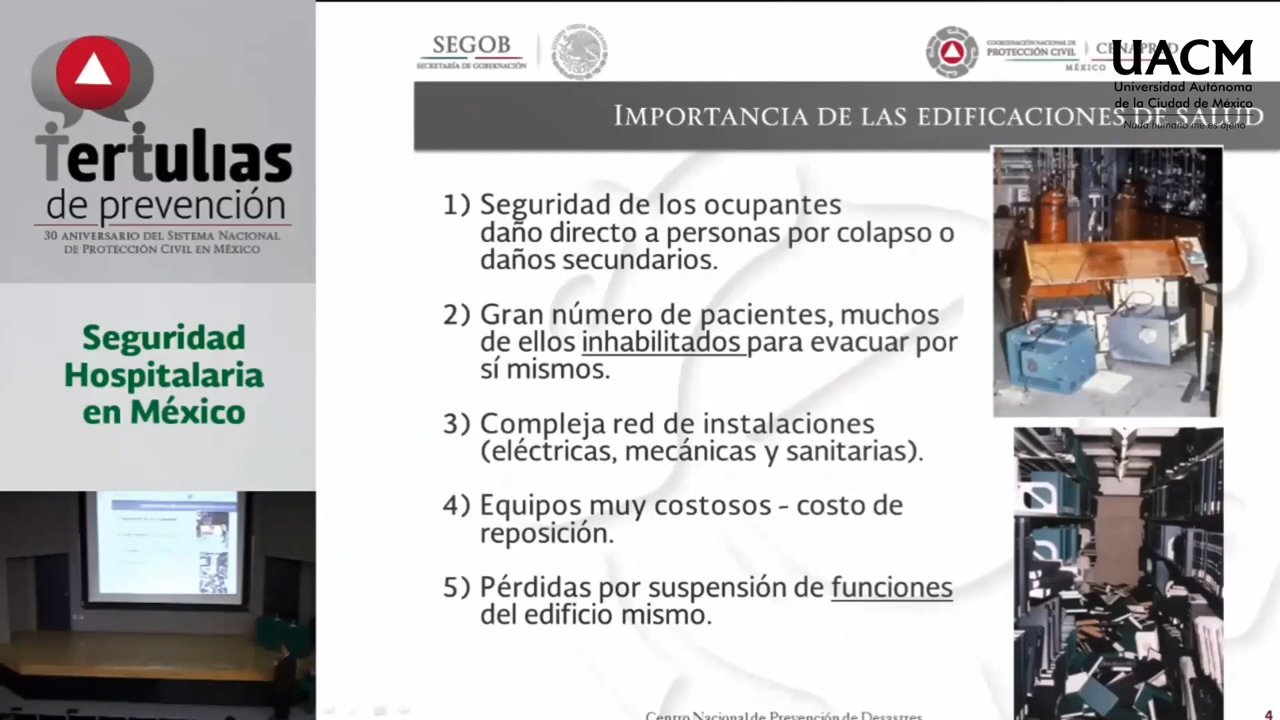 Tertulias
de prevención
30 ANIVERSARIO DEL SISTEMA NACIONAL
DE PROTECCIÓN CIVIL EN MÉXICO
Seguridad
Hospitalaria
en México
SEGOB
SECRETARÍA DE GOBERNACIÓN
COORDINACIÓN NACIONAL DE
PROTECCIÓN CIVIL
MÉXICO
UACM
Universidad Autónoma
de la Ciudad de México
Nada humano me es ajeno
IMPORTANCIA DE LAS EDIFICACIONES DE SALUD
1) Seguridad de los ocupantes
daño directo a personas por colapso o
daños secundarios.
2) Gran número de pacientes, muchos
de ellos inhabilitados para evacuar por
sí mismos.
3) Compleja red de instalaciones
(eléctricas, mecánicas y sanitarias).
4) Equipos muy costosos - costo de
reposición.
5) Pérdidas por suspensión de funciones
del edificio mismo.
Centro Nacional de Prevención de Desastres
4